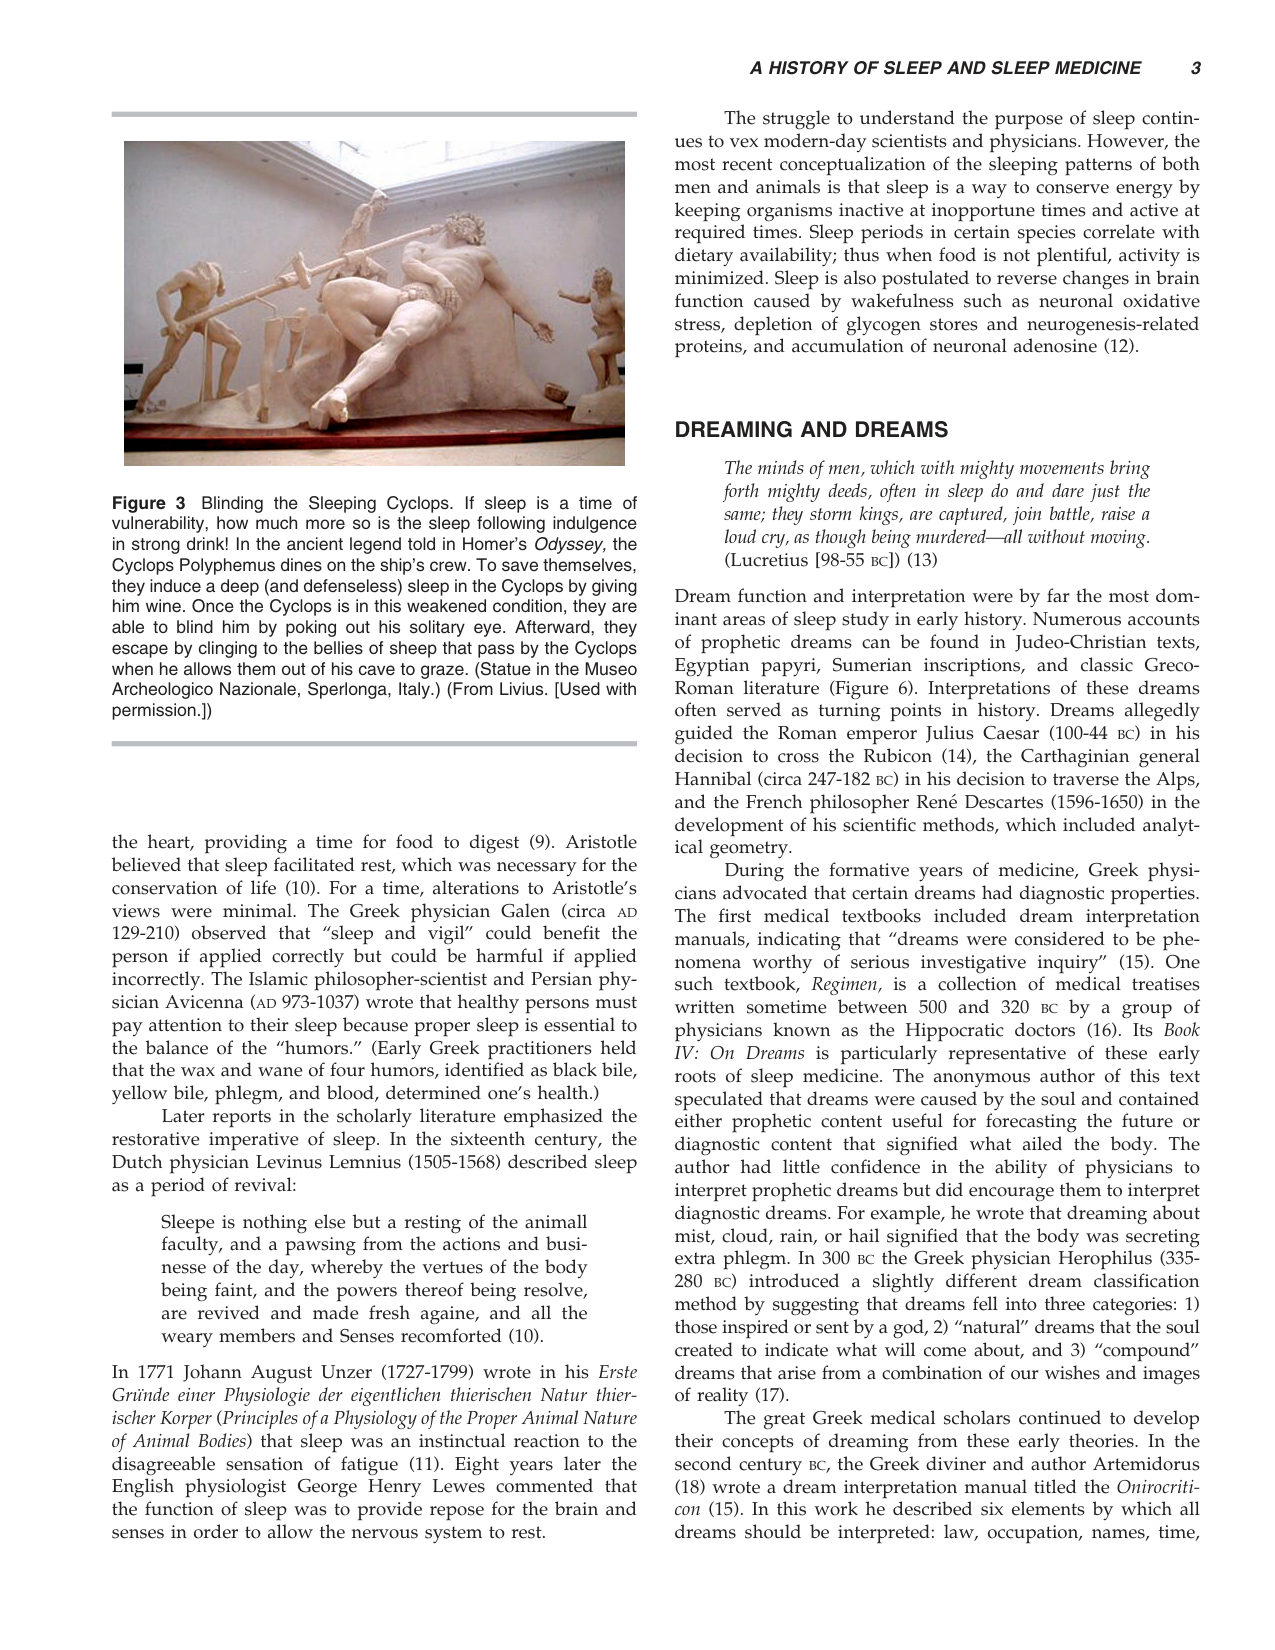 A HISTORY OF SLEEP AND SLEEP MEDICINE 3
Figure 3 Blinding the Sleeping Cyclops. If sleep is a time of
vulnerability, how much more so is the sleep following indulgence
in strong drink! In the ancient legend told in Homer’s Odyssey, the
Cyclops Polyphemus dines on the ship’s crew. To save themselves,
they induce a deep (and defenseless) sleep in the Cyclops by giving
him wine. Once the Cyclops is in this weakened condition, they are
able to blind him by poking out his solitary eye. Afterward, they
escape by clinging to the bellies of sheep that pass by the Cyclops
when he allows them out of his cave to graze. (Statue in the Museo
Archeologico Nazionale, Sperlonga, Italy.) (From Livius. [Used with
permission.])
the heart, providing a time for food to digest (9). Aristotle
believed that sleep facilitated rest, which was necessary for the
conservation of life (10). For a time, alterations to Aristotle’s
views were minimal. The Greek physician Galen (circa AD
129-210) observed that “sleep and vigil” could benefit the
person if applied correctly but could be harmful if applied
incorrectly. The Islamic philosopher-scientist and Persian phy-
sician Avicenna (AD 973-1037) wrote that healthy persons must
pay attention to their sleep because proper sleep is essential to
the balance of the “humors.” (Early Greek practitioners held
that the wax and wane of four humors, identified as black bile,
yellow bile, phlegm, and blood, determined one’s health.)
Later reports in the scholarly literature emphasized the
restorative imperative of sleep. In the sixteenth century, the
Dutch physician Levinus Lemnius (1505-1568) described sleep
as a period of revival:
Sleepe is nothing else but a resting of the animall
faculty, and a pawsing from the actions and busi-
nesse of the day, whereby the vertues of the body
being faint, and the powers thereof being resolve,
are revived and made fresh againe, and all the
weary members and Senses recomforted (10).
In 1771 Johann August Unzer (1727-1799) wrote in his Erste
Gründe einer Physiologie der eigentlichen thierischen Natur thier-
ischer Korper (Principles of a Physiology of the Proper Animal Nature
of Animal Bodies) that sleep was an instinctual reaction to the
disagreeable sensation of fatigue (11). Eight years later the
English physiologist George Henry Lewes commented that
the function of sleep was to provide repose for the brain and
senses in order to allow the nervous system to rest.
The struggle to understand the purpose of sleep contin-
ues to vex modern-day scientists and physicians. However, the
most recent conceptualization of the sleeping patterns of both
men and animals is that sleep is a way to conserve energy by
keeping organisms inactive at inopportune times and active at
required times. Sleep periods in certain species correlate with
dietary availability; thus when food is not plentiful, activity is
minimized. Sleep is also postulated to reverse changes in brain
function caused by wakefulness such as neuronal oxidative
stress, depletion of glycogen stores and neurogenesis-related
proteins, and accumulation of neuronal adenosine (12).
DREAMING AND DREAMS
The minds of men, which with mighty movements bring
forth mighty deeds, often in sleep do and dare just the
same; they storm kings, are captured, join battle, raise a
loud cry, as though being murdered—all without moving.
(Lucretius [98-55 BC]) (13)
Dream function and interpretation were by far the most dom-
inant areas of sleep study in early history. Numerous accounts
of prophetic dreams can be found in Judeo-Christian texts,
Egyptian papyri, Sumerian inscriptions, and classic Greco-
Roman literature (Figure 6). Interpretations of these dreams
often served as turning points in history. Dreams allegedly
guided the Roman emperor Julius Caesar (100-44 BC) in his
decision to cross the Rubicon (14), the Carthaginian general
Hannibal (circa 247-182 BC) in his decision to traverse the Alps,
and the French philosopher René Descartes (1596-1650) in the
development of his scientific methods, which included analyt-
ical geometry.
During the formative years of medicine, Greek physi-
cians advocated that certain dreams had diagnostic properties.
The first medical textbooks included dream interpretation
manuals, indicating that “dreams were considered to be phe-
nomena worthy of serious investigative inquiry” (15). One
such textbook, Regimen, is a collection of medical treatises
written sometime between 500 and 320 BC by a group of
physicians known as the Hippocratic doctors (16). Its Book
IV: On Dreams is particularly representative of these early
roots of sleep medicine. The anonymous author of this text
speculated that dreams were caused by the soul and contained
either prophetic content useful for forecasting the future or
diagnostic content that signified what ailed the body. The
author had little confidence in the ability of physicians to
interpret prophetic dreams but did encourage them to interpret
diagnostic dreams. For example, he wrote that dreaming about
mist, cloud, rain, or hail signified that the body was secreting
extra phlegm. In 300 BC the Greek physician Herophilus (335-
280 BC) introduced a slightly different dream classification
method by suggesting that dreams fell into three categories: 1)
those inspired or sent by a god, 2) “natural” dreams that the soul
created to indicate what will come about, and 3) “compound”
dreams that arise from a combination of our wishes and images
of reality (17).
The great Greek medical scholars continued to develop
their concepts of dreaming from these early theories. In the
second century BC, the Greek diviner and author Artemidorus
(18) wrote a dream interpretation manual titled the Onirocriti-
con (15). In this work he described six elements by which all
dreams should be interpreted: law, occupation, names, time,